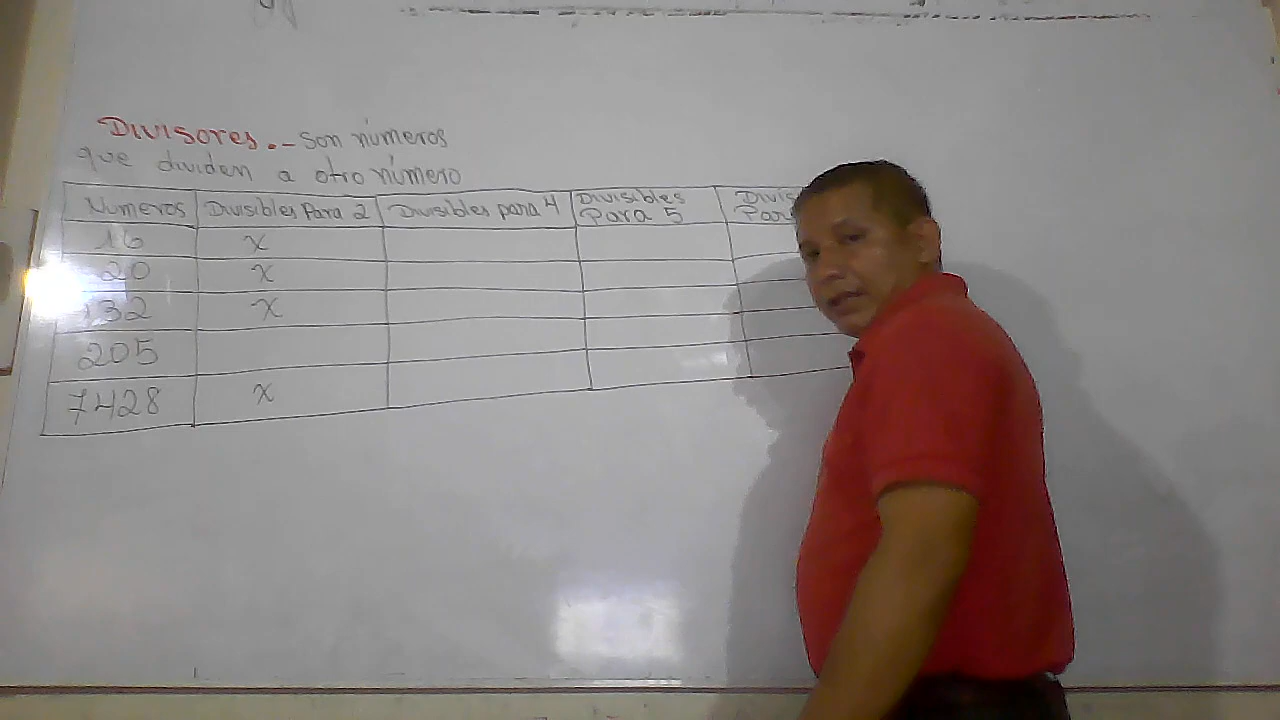 Divisores.- Son números
que dividen a otro número
Números Divisibles Para 2 Divisibles para 4 Divisibles Para 5
16 x
20 x
132 x
205
7428 x